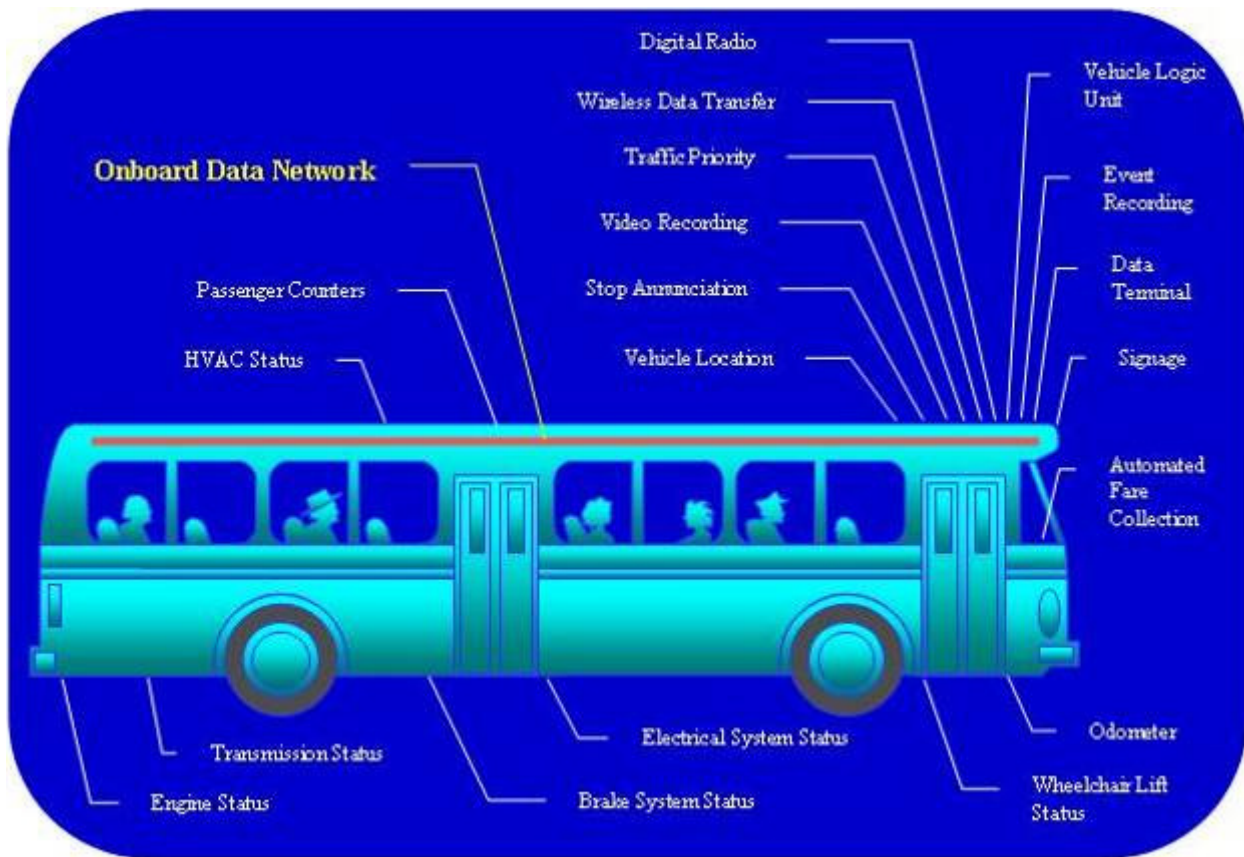 Digital Radio
Vehicle Logic
Unit
Wireless Data Transfer
Onboard Data Network
Traffic Priority
Event
Recording
Video Recording
Passenger Counters
Stop Annunciation
Data
Terminal
HVAC Status
Vehicle Location
Signage
Automated
Fare
Collection
Transmission Status
Electrical System Status
Odometer
Engine Status
Brake System Status
Wheelchair Lift
Status